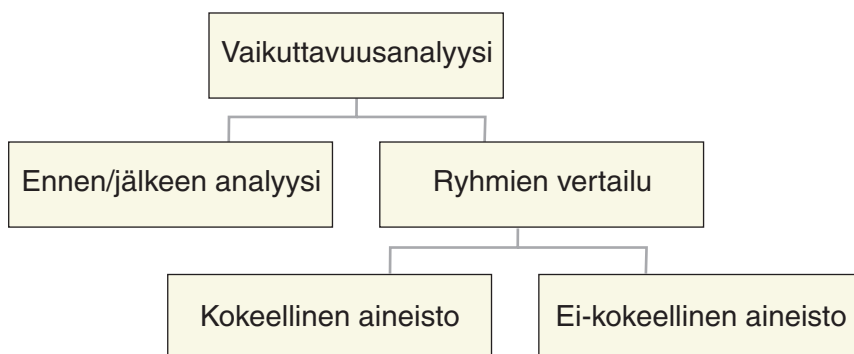 Vaikuttavuusanalyysi
Ennen/jälkeen analyysi
Ryhmien vertailu
Kokeellinen aineisto
Ei-kokeellinen aineisto